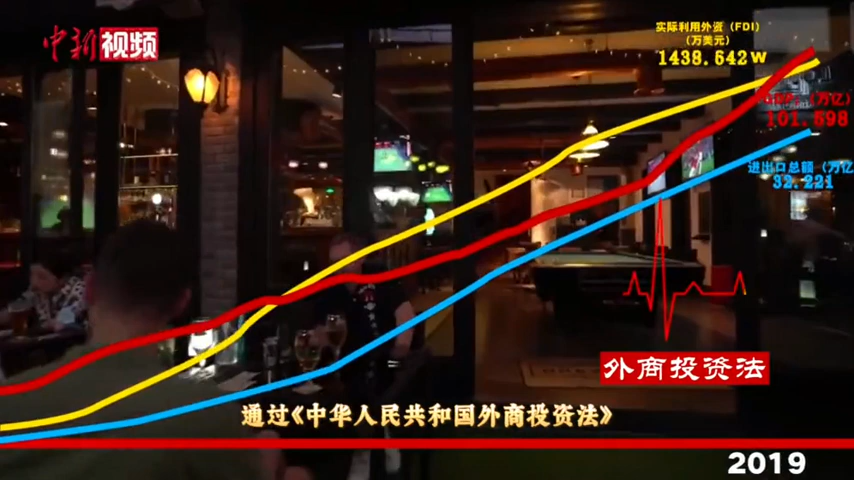 中新视频
实际利用外资（FDI）
（万美元）
1438.642W
GDP：（万亿）
101.598
进出口总额（万亿
32.221
外商投资法
通过《中华人民共和国外商投资法》
2019